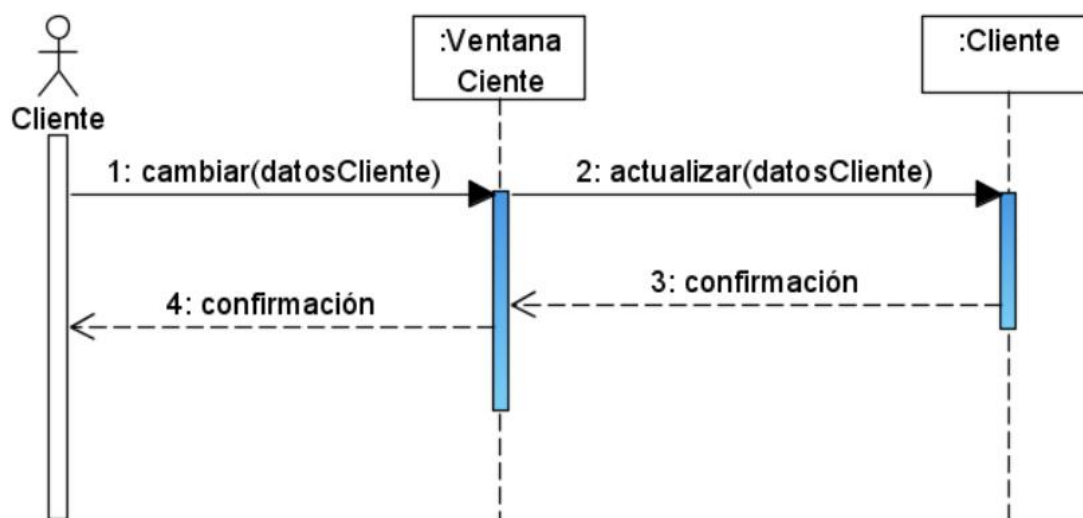 :Ventana
Ciente
:Cliente
Cliente
1: cambiar(datosCliente)
2: actualizar(datosCliente)
3: confirmación
4: confirmación